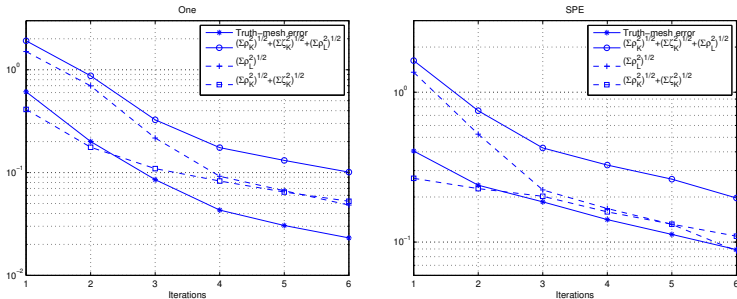 One
Truth−mesh error
(Σρ_K^2)^1/2+(Σζ_K^2)^1/2+(Σρ_L^2)^1/2
(Σρ_L^2)^1/2
(Σρ_K^2)^1/2+(Σζ_K^2)^1/2
10^0
10^−1
10^−2
1 2 3 4 5 6
Iterations
SPE
Truth−mesh error
(Σρ_K^2)^1/2+(Σζ_K^2)^1/2+(Σρ_L^2)^1/2
(Σρ_L^2)^1/2
(Σρ_K^2)^1/2+(Σζ_K^2)^1/2
10^0
10^−1
1 2 3 4 5 6
Iterations